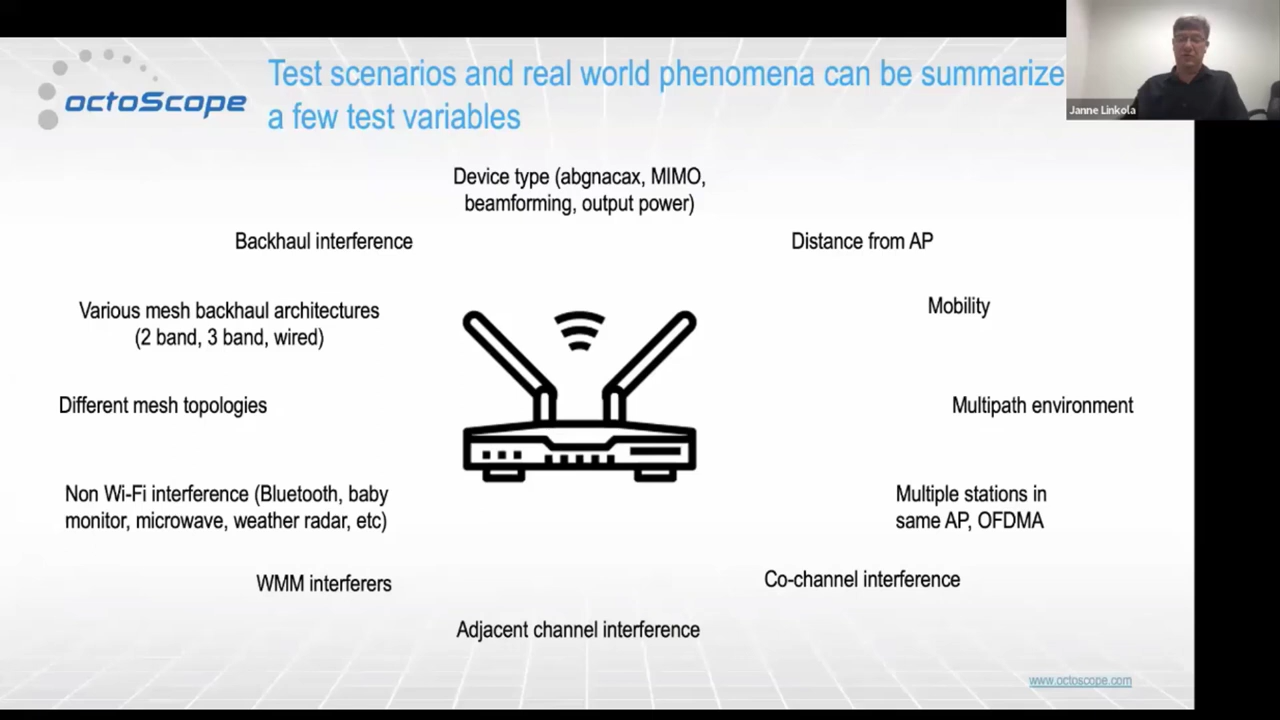 octoScope
Test scenarios and real world phenomena can be summarize
a few test variables
Janne Linkola
Device type (abgnacax, MIMO,
beamforming, output power)
Backhaul interference
Distance from AP
Various mesh backhaul architectures
(2 band, 3 band, wired)
Mobility
Different mesh topologies
Multipath environment
Non Wi-Fi interference (Bluetooth, baby
monitor, microwave, weather radar, etc)
Multiple stations in
same AP, OFDMA
WMM interferers
Co-channel interference
Adjacent channel interference
www.octoscope.com